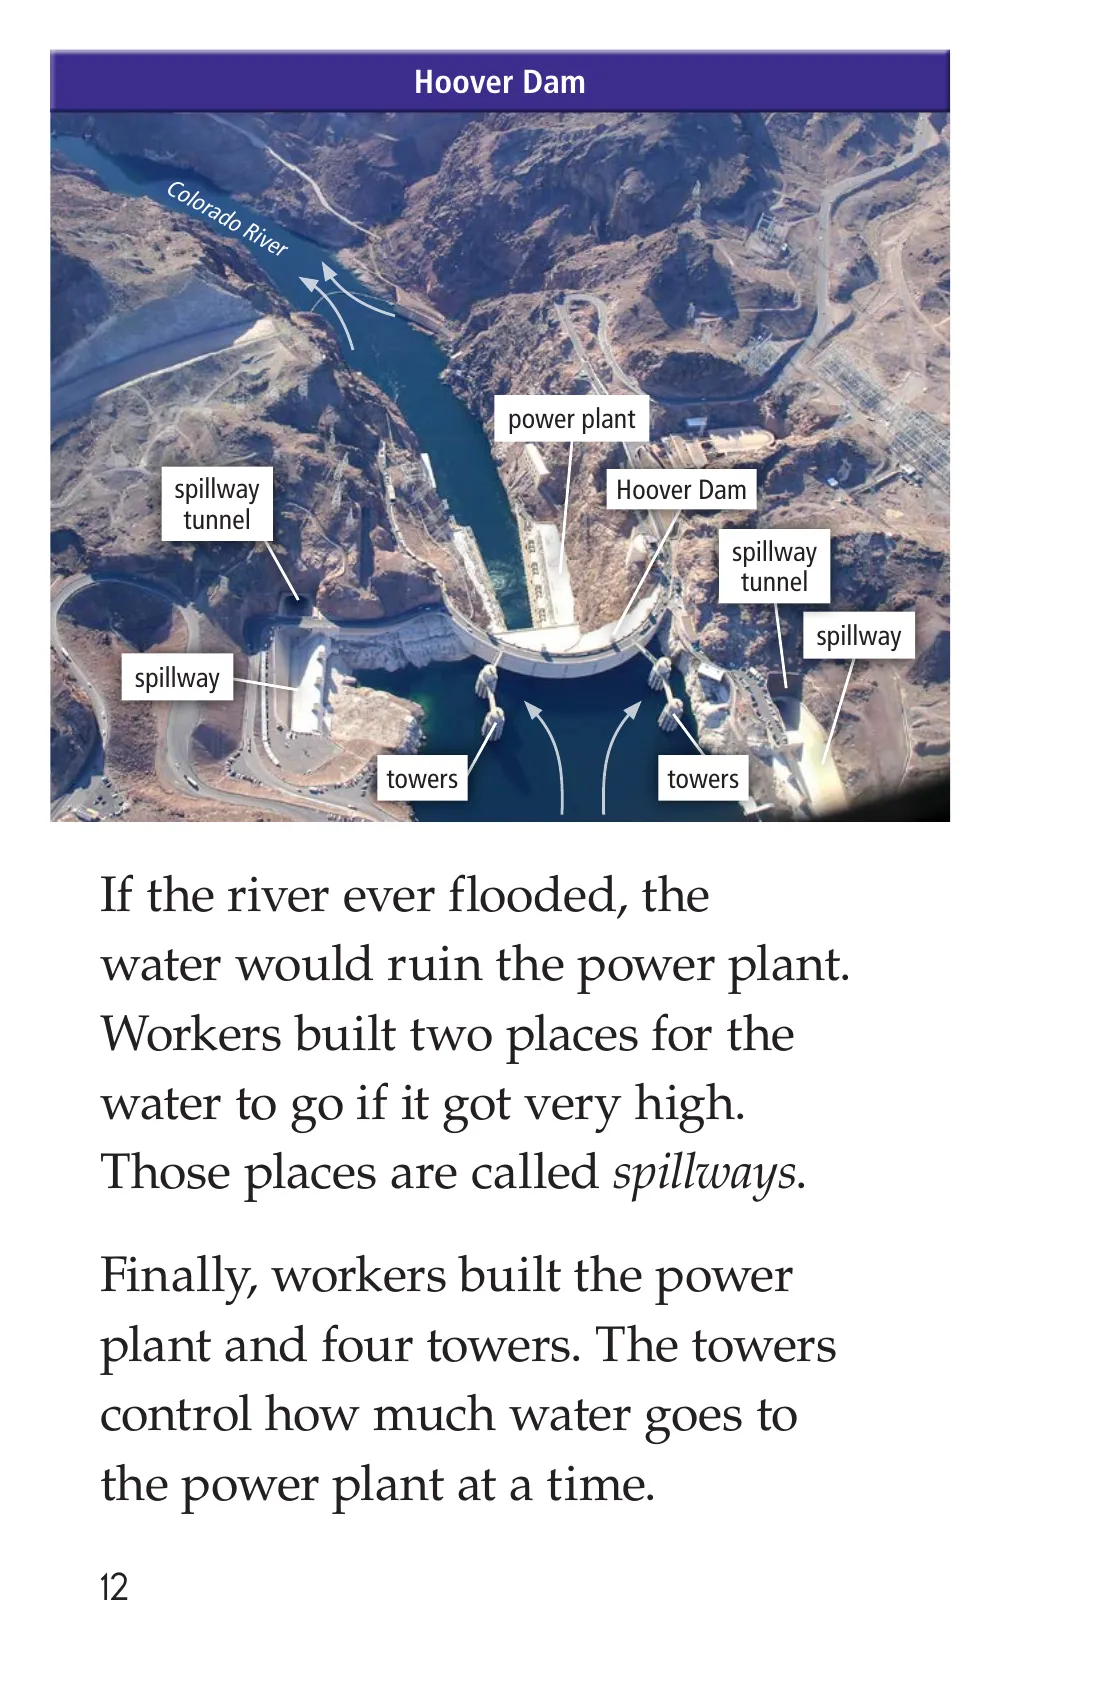 Hoover Dam
Colorado River
power plant
Hoover Dam
spillway
tunnel
spillway
tunnel
spillway
spillway
towers
towers
If the river ever flooded, the
water would ruin the power plant.
Workers built two places for the
water to go if it got very high.
Those places are called spillways.
Finally, workers built the power
plant and four towers. The towers
control how much water goes to
the power plant at a time.
12